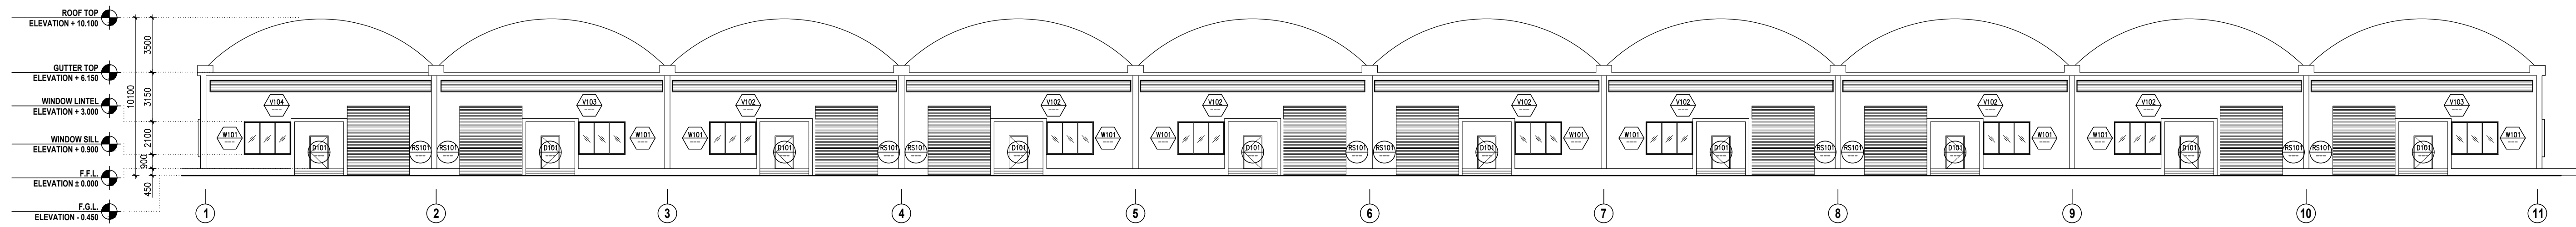 ROOF TOP
ELEVATION + 10.100
GUTTER TOP
ELEVATION + 6.150
WINDOW LINTEL
ELEVATION + 3.000
WINDOW SILL
ELEVATION + 0.900
F.F.L.
ELEVATION ± 0.000
F.G.L.
ELEVATION - 0.450
10100
3500
3150
2100
900
450
V104 V103 V102 V102 V102 V102 V102 V102 V102 V103
W101 W101 W101 W101 W101 W101 W101 W101 W101 W101
D101 RS101 RS101 D101 D101 RS101 RS101 D101 D101 RS101 RS101 D101 D101 RS101 RS101 D101 D101 RS101 RS101 D101
1 2 3 4 5 6 7 8 9 10 11